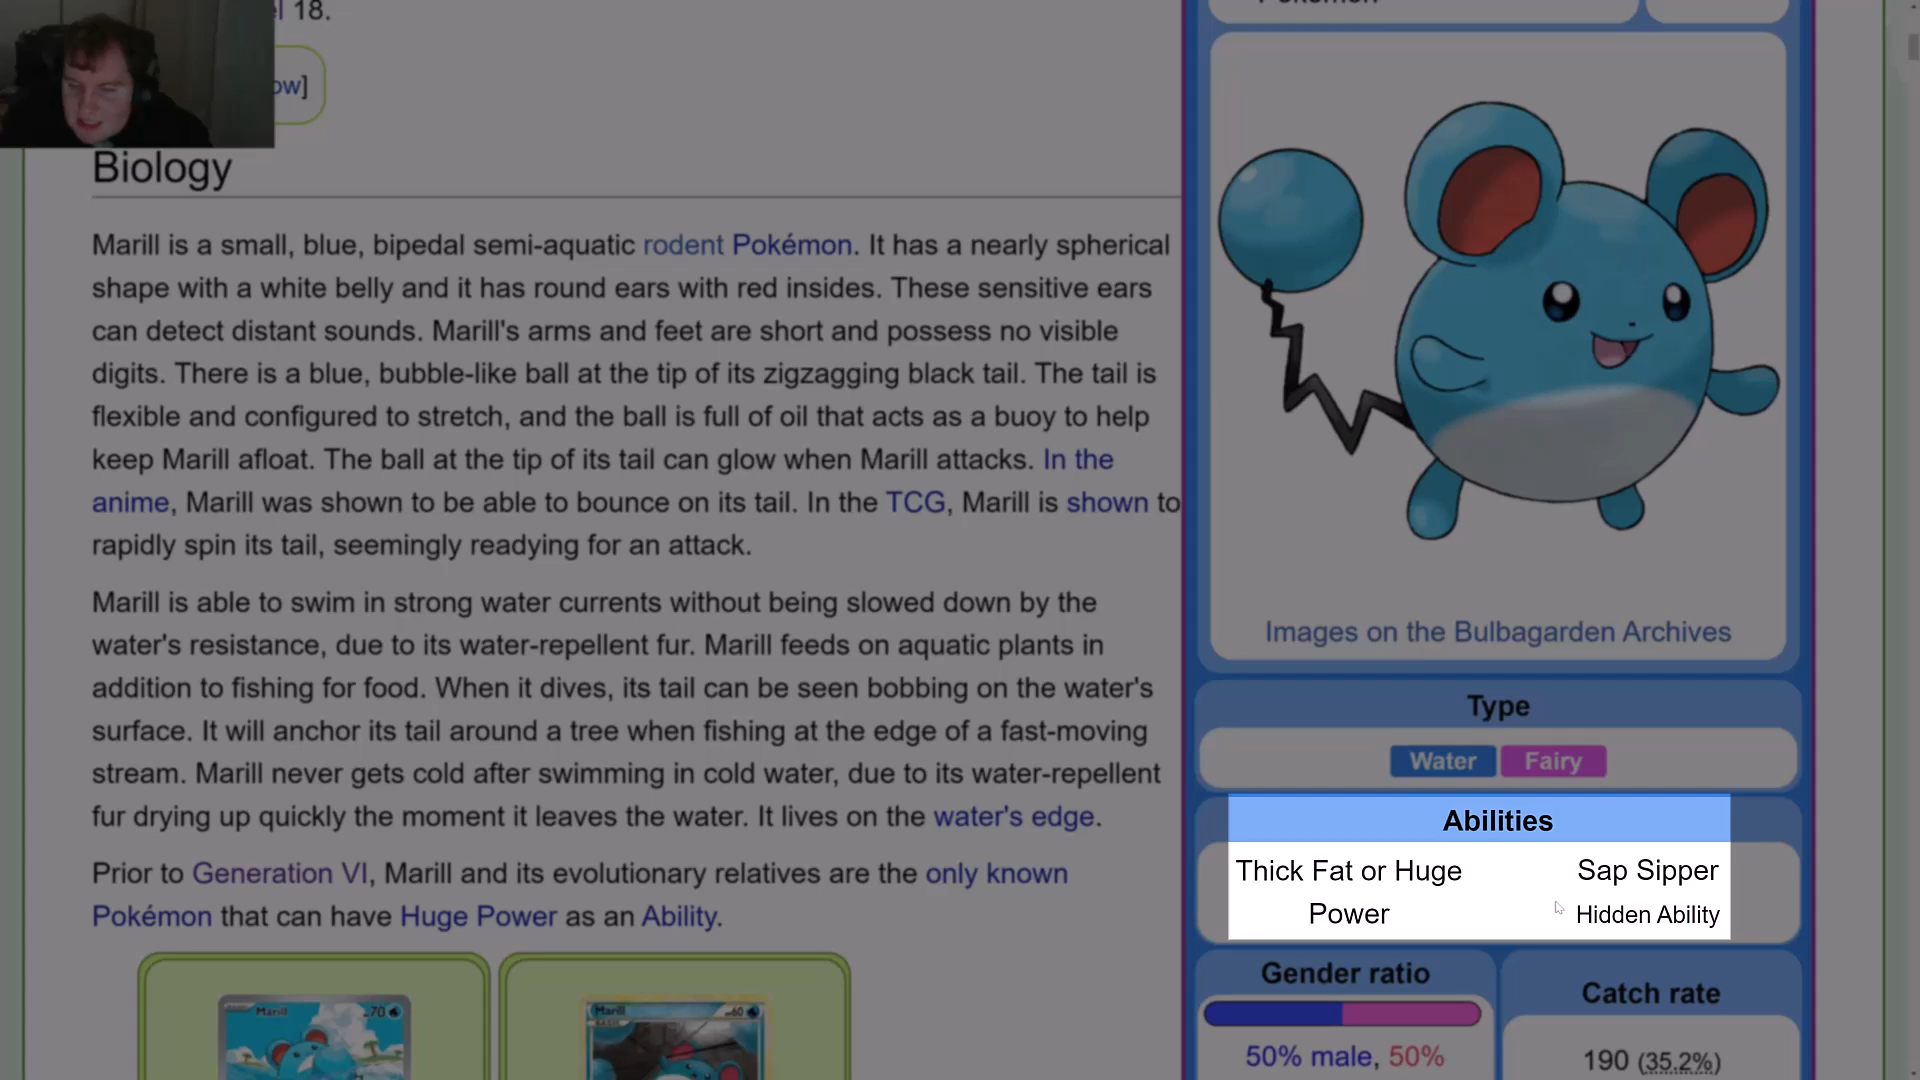 18.
ow]
Biology
Marill is a small, blue, bipedal semi-aquatic rodent Pokémon. It has a nearly spherical
shape with a white belly and it has round ears with red insides. These sensitive ears
can detect distant sounds. Marill's arms and feet are short and possess no visible
digits. There is a blue, bubble-like ball at the tip of its zigzagging black tail. The tail is
flexible and configured to stretch, and the ball is full of oil that acts as a buoy to help
keep Marill afloat. The ball at the tip of its tail can glow when Marill attacks. In the
anime, Marill was shown to be able to bounce on its tail. In the TCG, Marill is shown to
rapidly spin its tail, seemingly readying for an attack.
Marill is able to swim in strong water currents without being slowed down by the
water's resistance, due to its water-repellent fur. Marill feeds on aquatic plants in
addition to fishing for food. When it dives, its tail can be seen bobbing on the water's
surface. It will anchor its tail around a tree when fishing at the edge of a fast-moving
stream. Marill never gets cold after swimming in cold water, due to its water-repellent
fur drying up quickly the moment it leaves the water. It lives on the water's edge.
Prior to Generation VI, Marill and its evolutionary relatives are the only known
Pokémon that can have Huge Power as an Ability.
Marill 70
Marill 60
BASIC
Images on the Bulbagarden Archives
Type
Water Fairy
Abilities
Thick Fat or Huge
Power
Sap Sipper
Hidden Ability
Gender ratio
50% male, 50%
Catch rate
190 (35.2%)